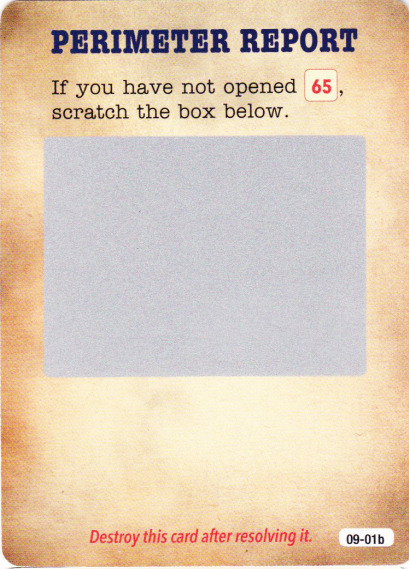 PERIMETER REPORT
If you have not opened 65,
scratch the box below.
Destroy this card after resolving it.
09-01b